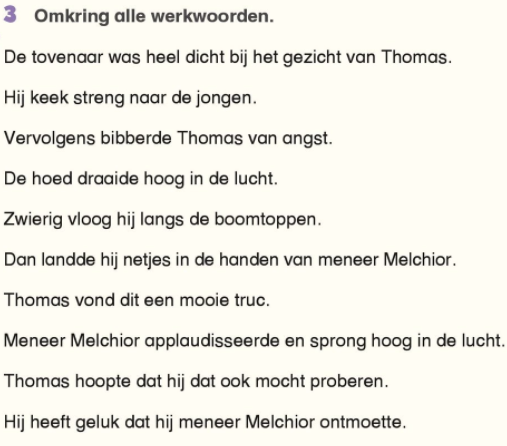 3 Omkring alle werkwoorden.
De tovenaar was heel dicht bij het gezicht van Thomas.
Hij keek streng naar de jongen.
Vervolgens bibberde Thomas van angst.
De hoed draaide hoog in de lucht.
Zwierig vloog hij langs de boomtoppen.
Dan landde hij netjes in de handen van meneer Melchior.
Thomas vond dit een mooie truc.
Meneer Melchior applaudisseerde en sprong hoog in de lucht.
Thomas hoopte dat hij dat ook mocht proberen.
Hij heeft geluk dat hij meneer Melchior ontmoette.